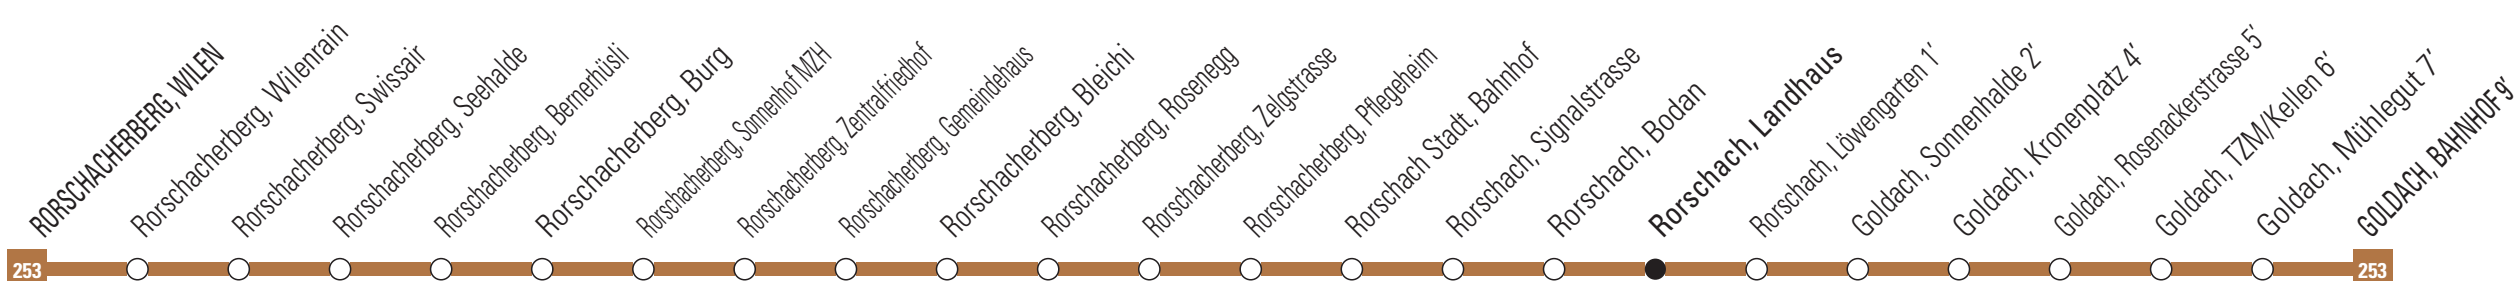 RORSCHACHERBERG, WILEN
Rorschacherberg, Wilenrain
Rorschacherberg, Swissair
Rorschacherberg, Seehalde
Rorschacherberg, Bernerhüsli
Rorschacherberg, Burg
Rorschacherberg, Sonnenhof MZH
Rorschacherberg, Zentralfriedhof
Rorschacherberg, Gemeindehaus
Rorschacherberg, Bleichi
Rorschacherberg, Rosenegg
Rorschacherberg, Zelgstrasse
Rorschacherberg, Pflegeheim
Rorschach Stadt, Bahnhof
Rorschach, Signalstrasse
Rorschach, Bodan
Rorschach, Landhaus
Rorschach, Löwengarten 1’
Goldach, Sonnenhalde 2’
Goldach, Kronenplatz 4’
Goldach, Rosenackerstrasse 5’
Goldach, TZM/Kellen 6’
Goldach, Mühlegut 7’
GOLDACH, BAHNHOF 9’
253
253